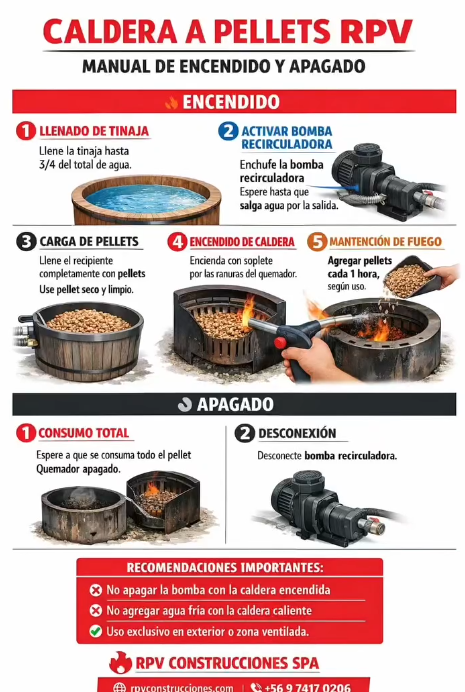 CALDERA A PELLETS RPV
MANUAL DE ENCENDIDO Y APAGADO
ENCENDIDO
1 LLENADO DE TINAJA
Llene la tinaja hasta
3/4 del total de agua.
2 ACTIVAR BOMBA
RECIRCULADORA
Enchufe la bomba
recirculadora
Espere hasta que
salga agua por la salida.
3 CARGA DE PELLETS
Llene el recipiente
completamente con pellets
Use pellet seco y limpio.
4 ENCENDIDO DE CALDERA
Encienda con soplete
por las ranuras del quemador.
5 MANTENCIÓN DE FUEGO
Agregar pellets
cada 1 hora,
según uso.
APAGADO
1 CONSUMO TOTAL
Espere a que se consuma todo el pellet
Quemador apagado.
2 DESCONEXIÓN
Desconecte bomba recirculadora.
RECOMENDACIONES IMPORTANTES:
No apagar la bomba con la caldera encendida
No agregar agua fría con la caldera caliente
Uso exclusivo en exterior o zona ventilada.
RPV CONSTRUCCIONES SPA
rpvconstrucciones.com | +56 9 7417 0206